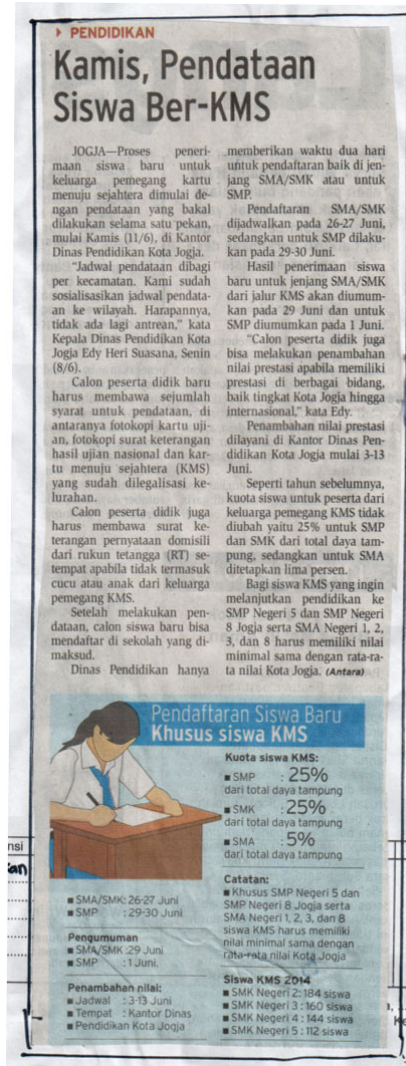 PENDIDIKAN
Kamis, Pendataan
Siswa Ber-KMS
JOGJA—Proses peneri-
maan siswa baru untuk
keluarga pemegang kartu
menuju sejahtera dimulai de-
ngan pendataan yang bakal
dilakukan selama satu pekan,
mulai Kamis (11/6), di Kantor
Dinas Pendidikan Kota Jogja.
"Jadwal pendataan dibagi
per kecamatan. Kami sudah
sosialisasikan jadwal pendata-
an ke wilayah. Harapannya,
tidak ada lagi antrean," kata
Kepala Dinas Pendidikan Kota
Jogja Edy Heri Suasana, Senin
(8/6).
Calon peserta didik baru
harus membawa sejumlah
syarat untuk pendataan, di
antaranya fotokopi kartu uji-
an, fotokopi surat keterangan
hasil ujian nasional dan kar-
tu menuju sejahtera (KMS)
yang sudah dilegalisasi ke-
lurahan.
Calon peserta didik juga
harus membawa surat ke-
terangan pernyataan domisili
dari rukun tetangga (RT) se-
tempat apabila tidak termasuk
cucu atau anak dari keluarga
pemegang KMS.
Setelah melakukan pen-
dataan, calon siswa baru bisa
mendaftar di sekolah yang di-
maksud.
Dinas Pendidikan hanya
memberikan waktu dua hari
untuk pendaftaran baik di jen-
jang SMA/SMK atau untuk
SMP.
Pendaftaran SMA/SMK
dijadwalkan pada 26-27 Juni,
sedangkan untuk SMP dilaku-
kan pada 29-30 Juni.
Hasil penerimaan siswa
baru untuk jenjang SMA/SMK
dari jalur KMS akan diumum-
kan pada 29 Juni dan untuk
SMP diumumkan pada 1 Juni.
"Calon peserta didik juga
bisa melakukan penambahan
nilai prestasi apabila memiliki
prestasi di berbagai bidang,
baik tingkat Kota Jogja hingga
internasional," kata Edy.
Penambahan nilai prestasi
dilayani di Kantor Dinas Pen-
didikan Kota Jogja mulai 3-13
Juni.
Seperti tahun sebelumnya,
kuota siswa untuk peserta dari
keluarga pemegang KMS tidak
diubah yaitu 25% untuk SMP
dan SMK dari total daya tam-
pung, sedangkan untuk SMA
ditetapkan lima persen.
Bagi siswa KMS yang ingin
melanjutkan pendidikan ke
SMP Negeri 5 dan SMP Negeri
8 Jogja serta SMA Negeri 1, 2,
3, dan 8 harus memiliki nilai
minimal sama dengan rata-ra-
ta nilai Kota Jogja. (Antara)
Pendaftaran Siswa Baru
Khusus siswa KMS
■ SMA/SMK: 26-27 Juni
■ SMP : 29-30 Juni
Pengumuman
■ SMA/SMK :29 Juni
■ SMP : 1 Juni.
Penambahan nilai:
■ Jadwal : 3-13 Juni
■ Tempat : Kantor Dinas
■ Pendidikan Kota Jogja
Kuota siswa KMS:
■ SMP : 25%
dari total daya tampung
■ SMK : 25%
dari total daya tampung
■ SMA : 5%
dari total daya tampung
Catatan:
■ Khusus SMP Negeri 5 dan
SMP Negeri 8 Jogja serta
SMA Negeri 1, 2, 3, dan 8
siswa KMS harus memiliki
nilai minimal sama dengan
rata-rata nilai Kota Jogja
Siswa KMS 2014
■ SMK Negeri 2: 184 siswa
■ SMK Negeri 3 : 160 siswa
■ SMK Negeri 4 : 144 siswa
■ SMK Negeri 5 : 112 siswa